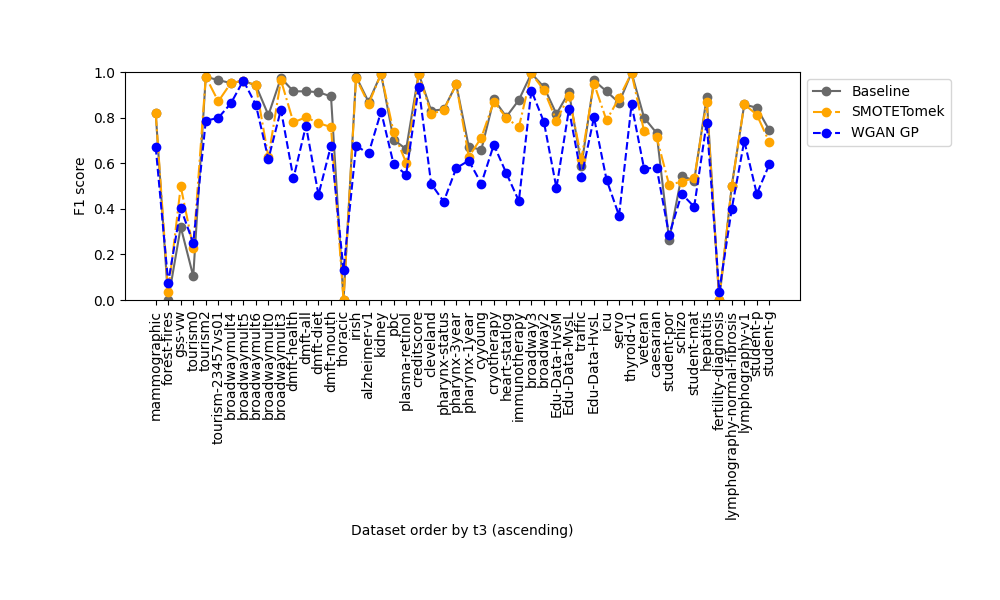 Baseline
SMOTETomek
WGAN GP
F1 score
1.0
0.8
0.6
0.4
0.2
0.0
mammographic
forest-fires
gss-vw
tourism0
tourism2
tourism-23457vs01
broadwaymult4
broadwaymult5
broadwaymult6
broadwaymult0
broadwaymult3
dmft-health
dmft-all
dmft-diet
dmft-mouth
thoracic
irish
alzheimer-v1
kidney
pbc
plasma-retinol
creditscore
cleveland
pharynx-status
pharynx-3year
pharynx-1year
cyyoung
cryotherapy
heart-statlog
immunotherapy
broadway3
broadway2
Edu-Data-HvsM
Edu-Data-MvsL
traffic
Edu-Data-HvsL
icu
servo
thyroid-v1
veteran
caesarian
student-por
schizo
student-mat
hepatitis
fertility-diagnosis
lymphography-normal-fibrosis
lymphography-v1
student-p
student-g
Dataset order by t3 (ascending)